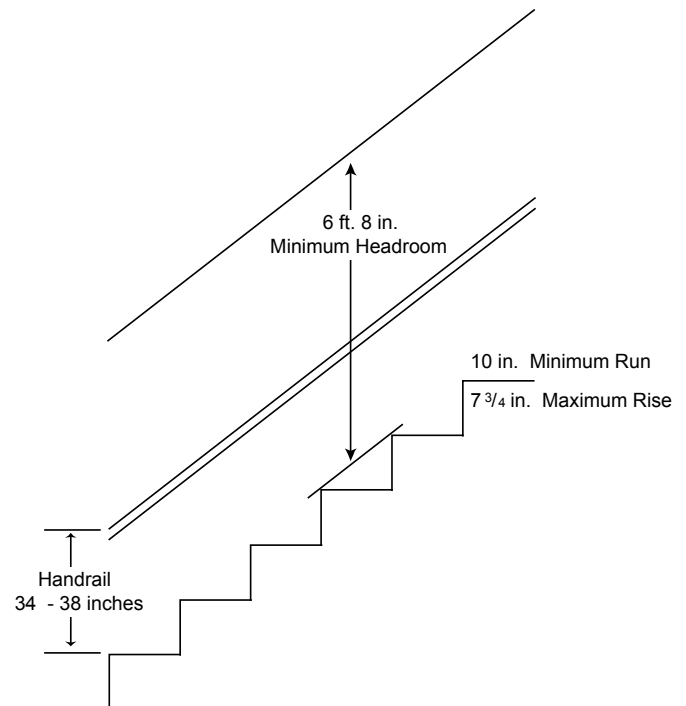 6 ft. 8 in.
Minimum Headroom
10 in. Minimum Run
7 3/4 in. Maximum Rise
Handrail
34 - 38 inches